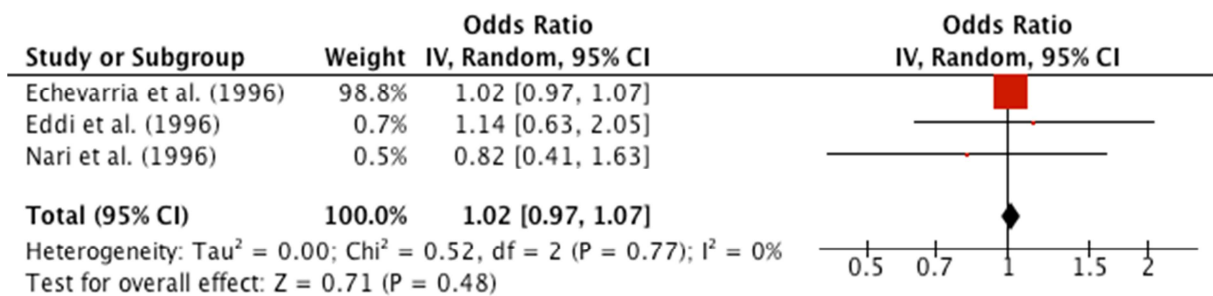 Odds Ratio Odds Ratio
Study or Subgroup Weight IV, Random, 95% CI IV, Random, 95% CI
Echevarria et al. (1996) 98.8% 1.02 [0.97, 1.07]
Eddi et al. (1996) 0.7% 1.14 [0.63, 2.05]
Nari et al. (1996) 0.5% 0.82 [0.41, 1.63]
Total (95% CI) 100.0% 1.02 [0.97, 1.07]
Heterogeneity: Tau² = 0.00; Chi² = 0.52, df = 2 (P = 0.77); I² = 0%
0.5 0.7 1 1.5 2
Test for overall effect: Z = 0.71 (P = 0.48)